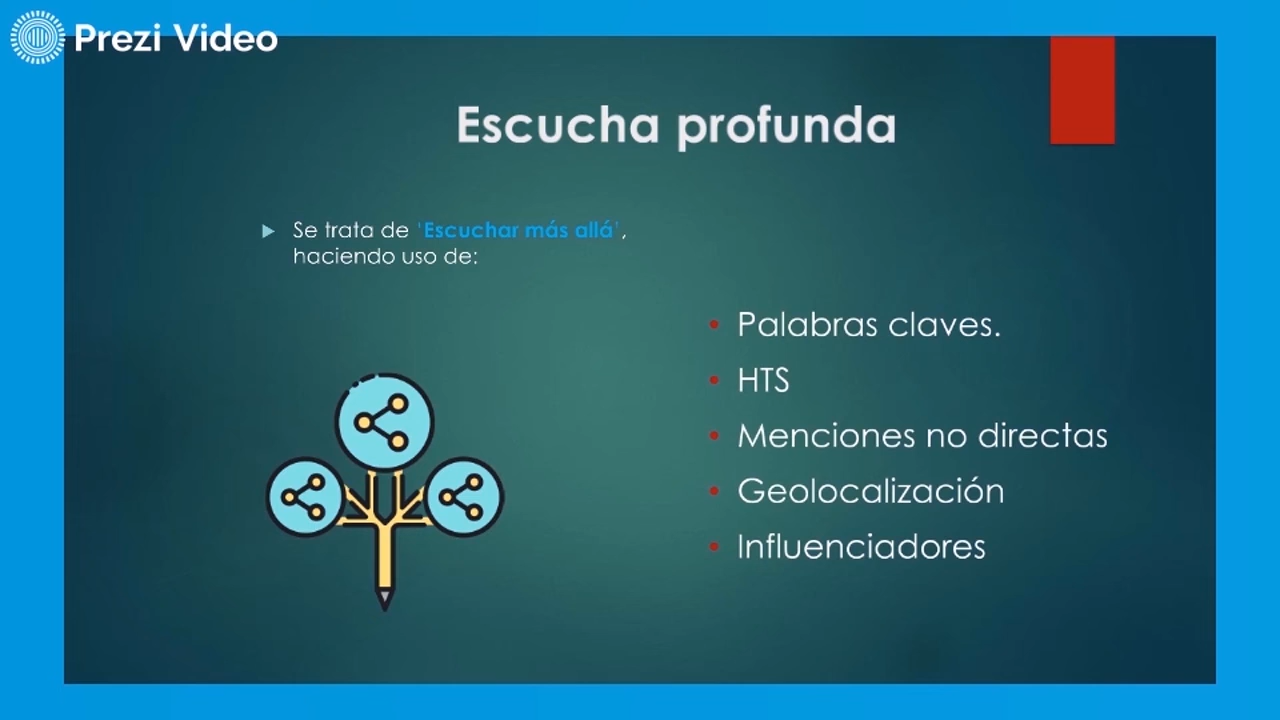 Prezi Video
Escucha profunda
Se trata de 'Escuchar más allá',
haciendo uso de:
Palabras claves.
HTS
Menciones no directas
Geolocalización
Influenciadores